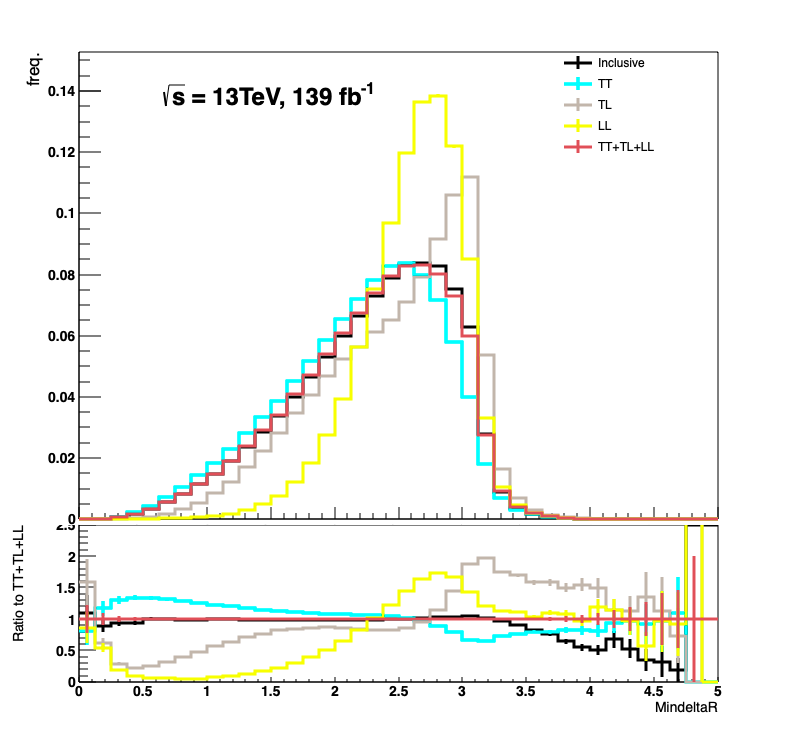 freq.
√s = 13TeV, 139 fb-1
Inclusive
TT
TL
LL
TT+TL+LL
0.14
0.12
0.1
0.08
0.06
0.04
0.02
0
Ratio to TT+TL+LL
2.5
2
1.5
1
0.5
0
0 0.5 1 1.5 2 2.5 3 3.5 4 4.5 5
MindeltaR